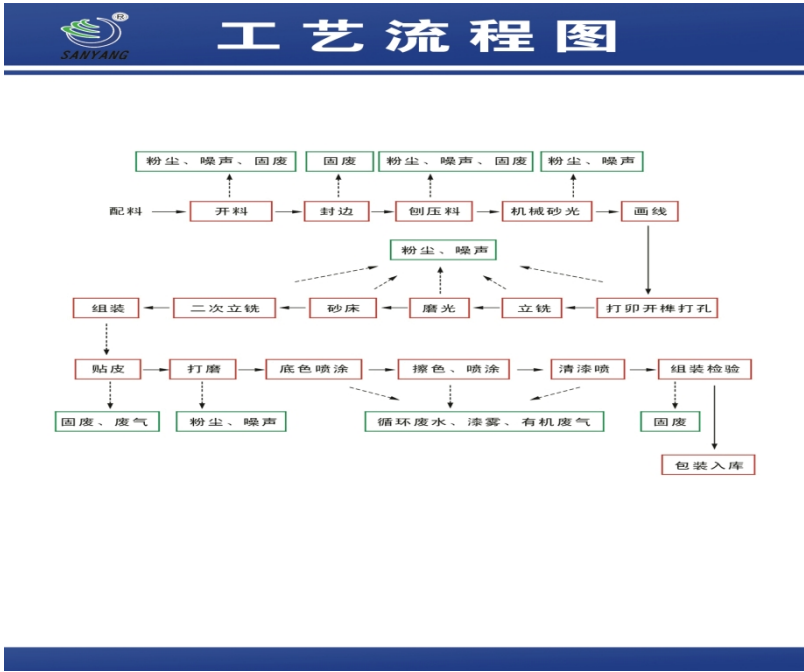 ®
SANYANG
工艺流程图
粉尘、噪声、固废
固废
粉尘、噪声、固废
粉尘、噪声
配料
开料
封边
刨压料
机械砂光
画线
粉尘、噪声
组装
二次立铣
砂床
磨光
立铣
打卯开榫打孔
贴皮
打磨
底色喷涂
擦色、喷涂
清漆喷
组装检验
固废、废气
粉尘、噪声
循环废水、漆雾、有机废气
固废
包装入库